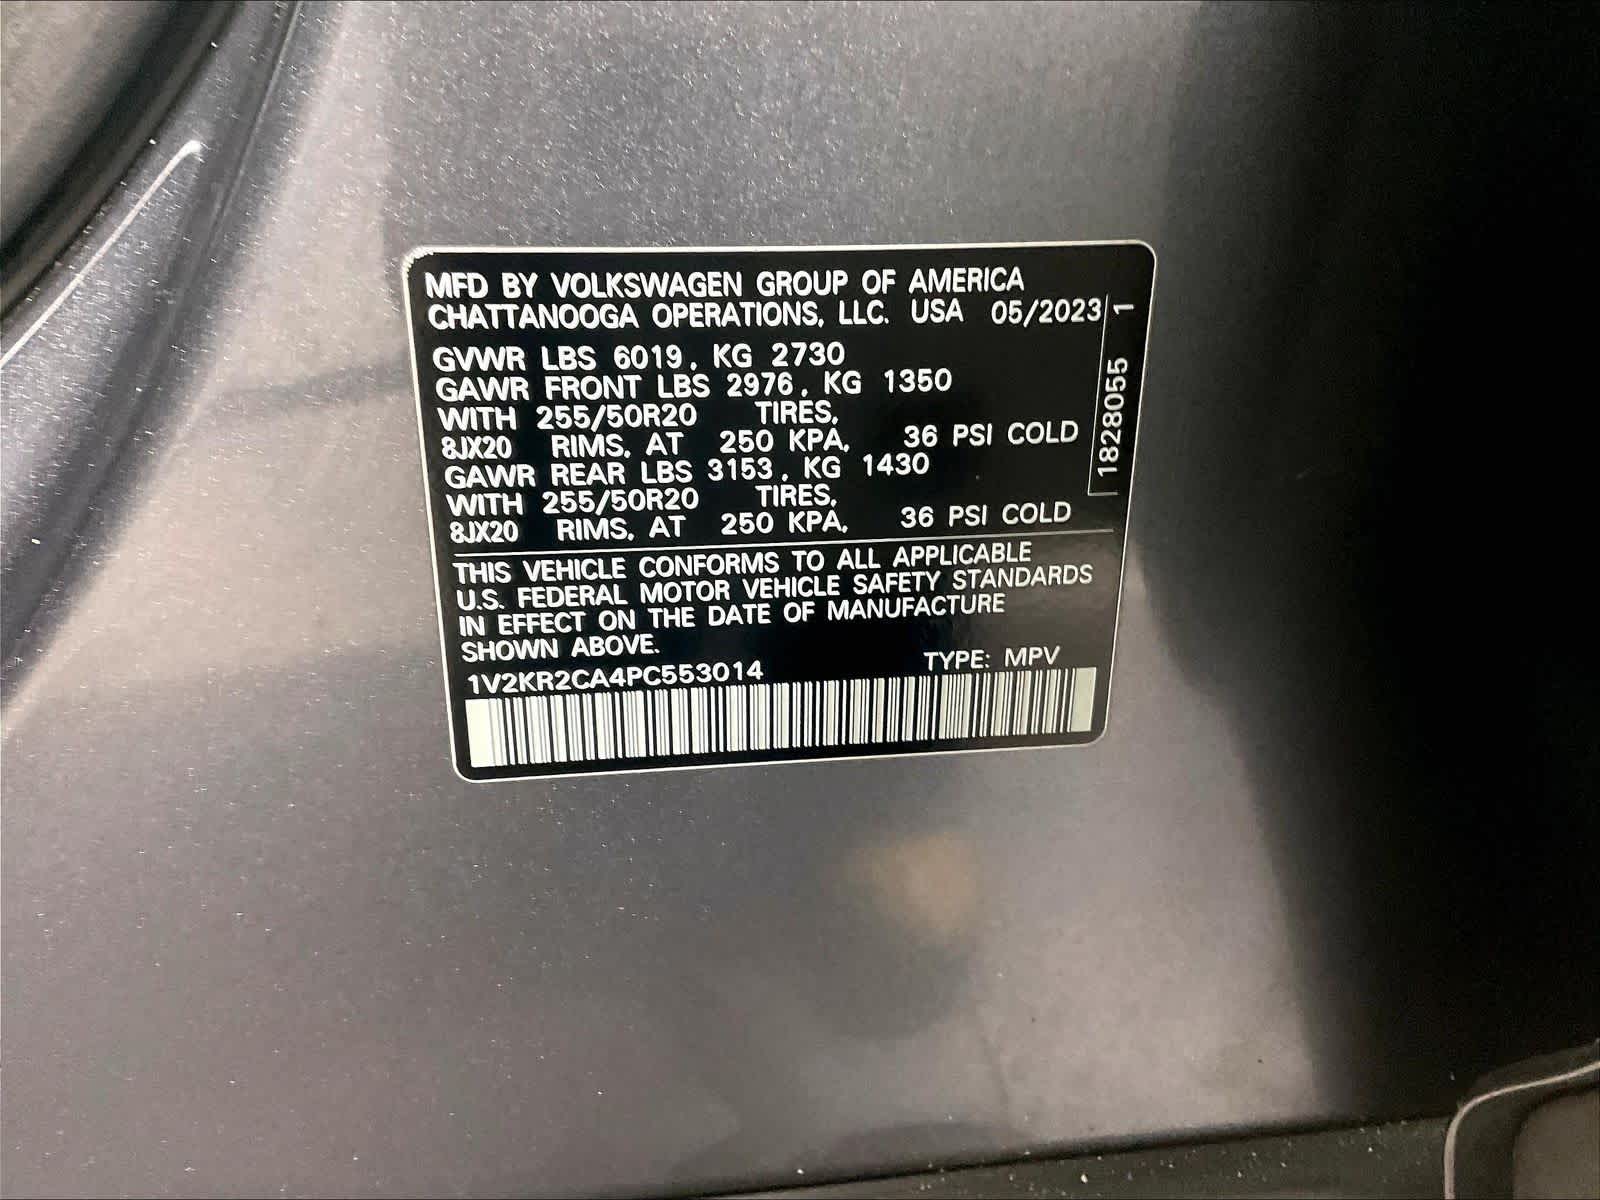 MFD BY VOLKSWAGEN GROUP OF AMERICA
CHATTANOOGA OPERATIONS, LLC. USA 05/2023
GVWR LBS 6019, KG 2730
GAWR FRONT LBS 2976, KG 1350
WITH 255/50R20 TIRES,
8JX20 RIMS, AT 250 KPA, 36 PSI COLD
GAWR REAR LBS 3153, KG 1430
WITH 255/50R20 TIRES,
8JX20 RIMS, AT 250 KPA, 36 PSI COLD
THIS VEHICLE CONFORMS TO ALL APPLICABLE
U.S. FEDERAL MOTOR VEHICLE SAFETY STANDARDS
IN EFFECT ON THE DATE OF MANUFACTURE
SHOWN ABOVE.
1V2KR2CA4PC553014 TYPE: MPV
1828055 1